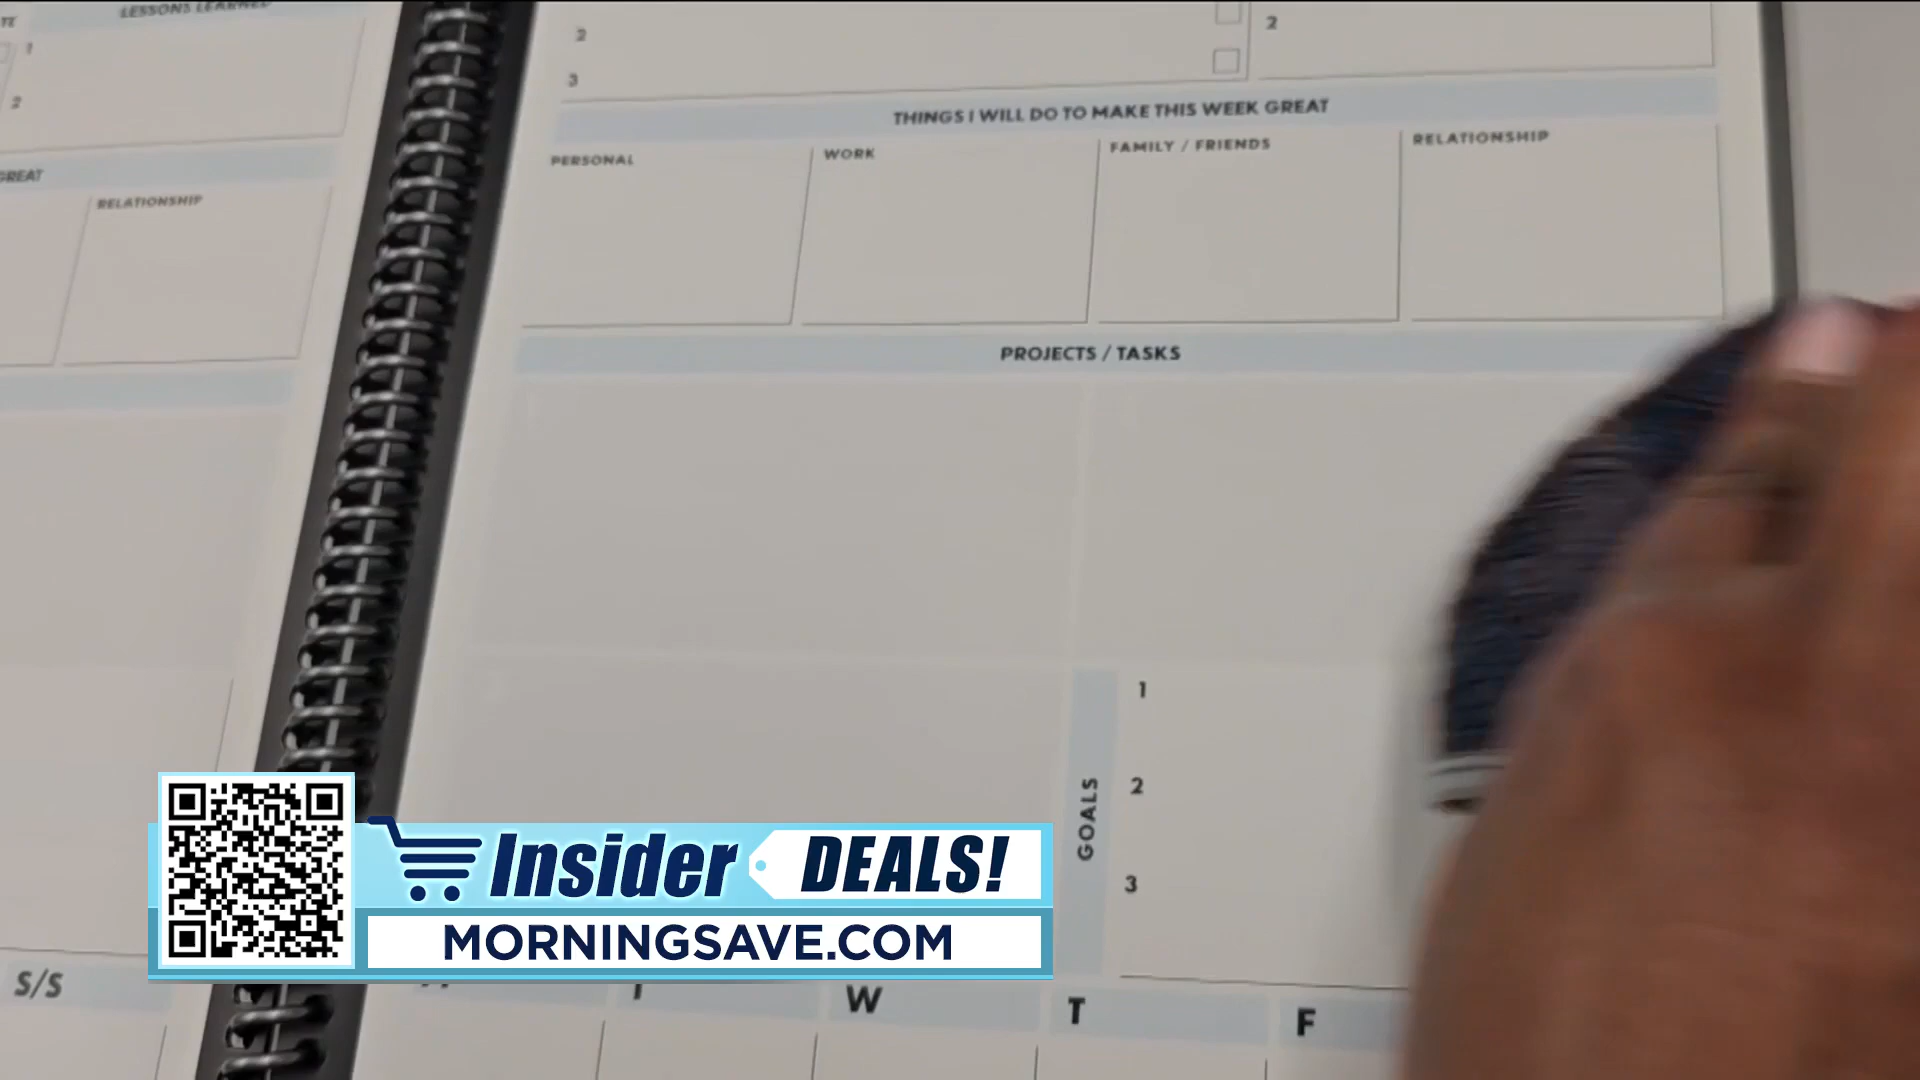 TE
LESSONS LEARNED
1
2
GREAT
RELATIONSHIP
S/S
2
3
2
THINGS I WILL DO TO MAKE THIS WEEK GREAT
PERSONAL
WORK
FAMILY / FRIENDS
RELATIONSHIP
PROJECTS / TASKS
GOALS
1
2
3
T
W
T
F
Insider DEALS!
MORNINGSAVE.COM